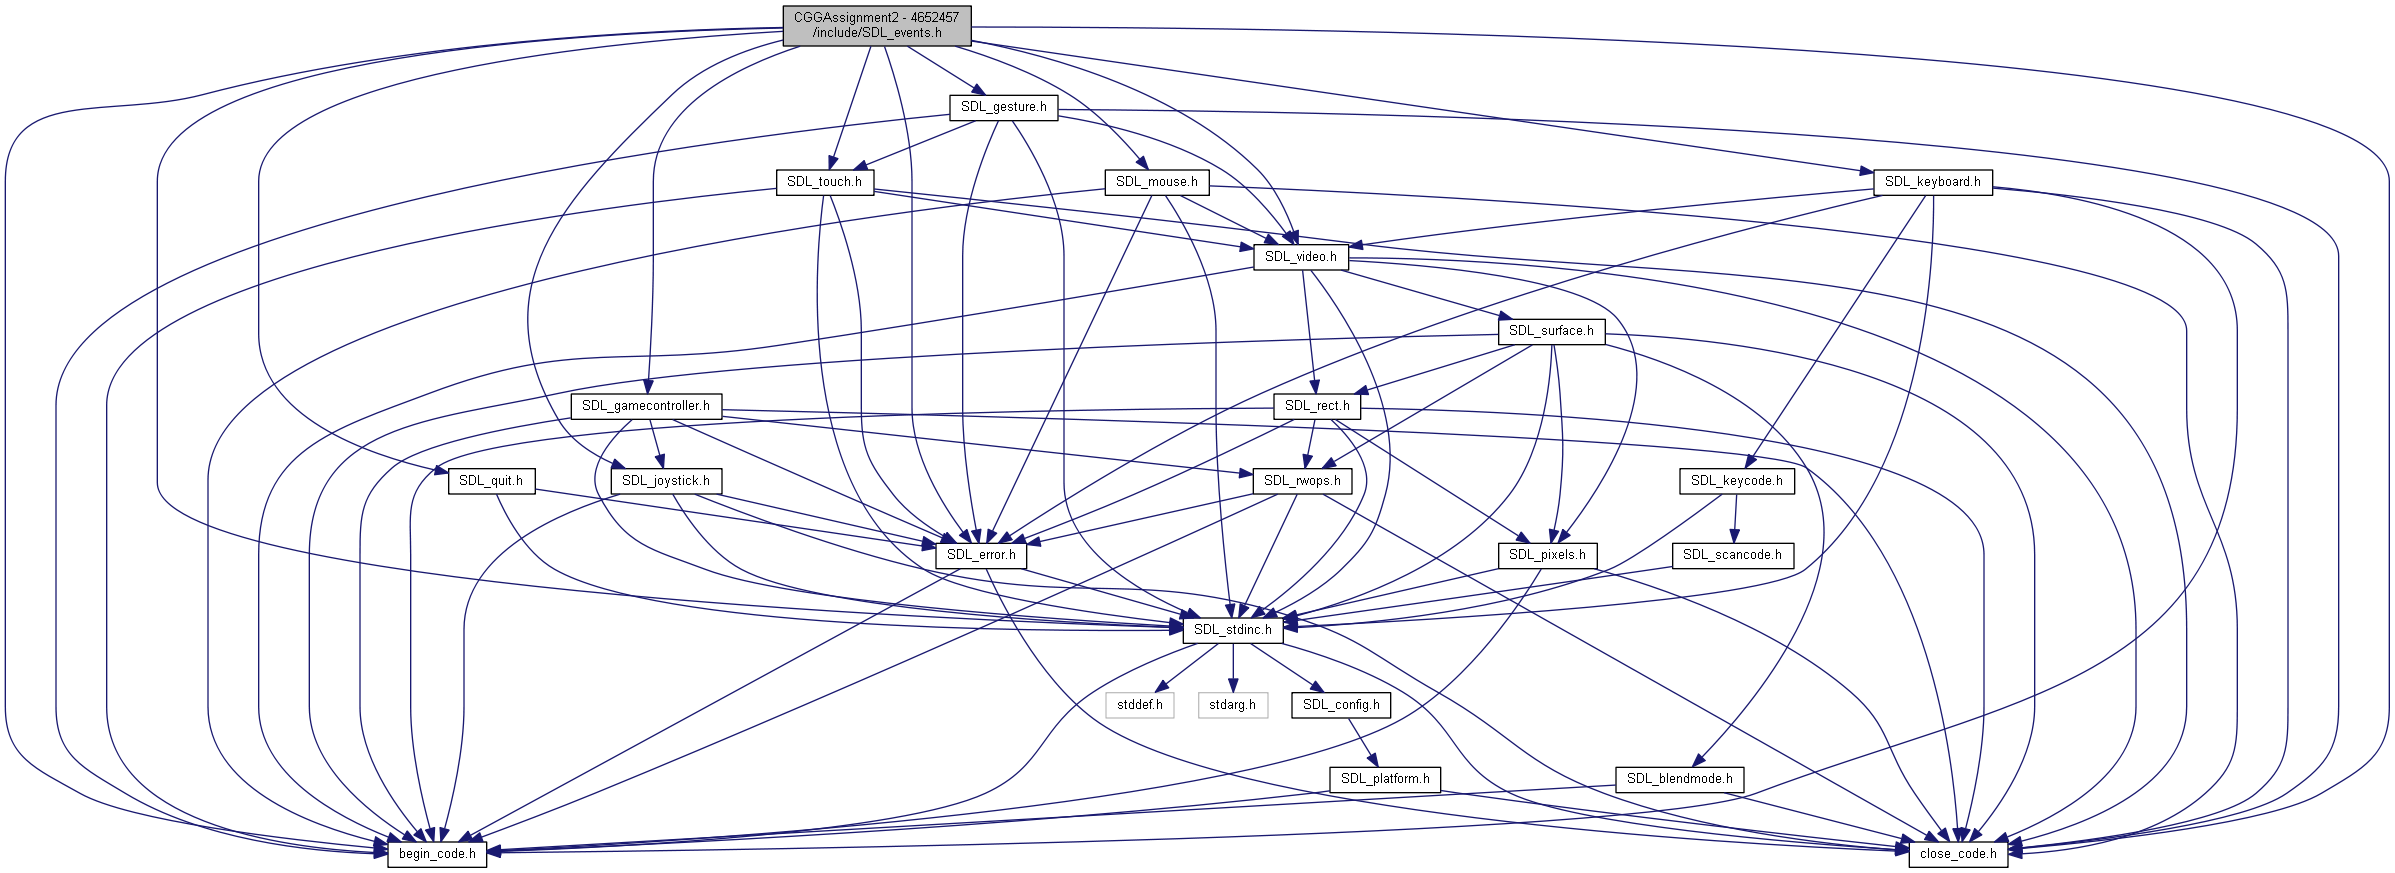 CGGAssignment2 - 4652457
/include/SDL_events.h
SDL_gesture.h
SDL_touch.h
SDL_mouse.h
SDL_keyboard.h
SDL_video.h
SDL_surface.h
SDL_gamecontroller.h
SDL_rect.h
SDL_quit.h
SDL_joystick.h
SDL_rwops.h
SDL_keycode.h
SDL_error.h
SDL_pixels.h
SDL_scancode.h
SDL_stdinc.h
stddef.h
stdarg.h
SDL_config.h
SDL_platform.h
SDL_blendmode.h
begin_code.h
close_code.h